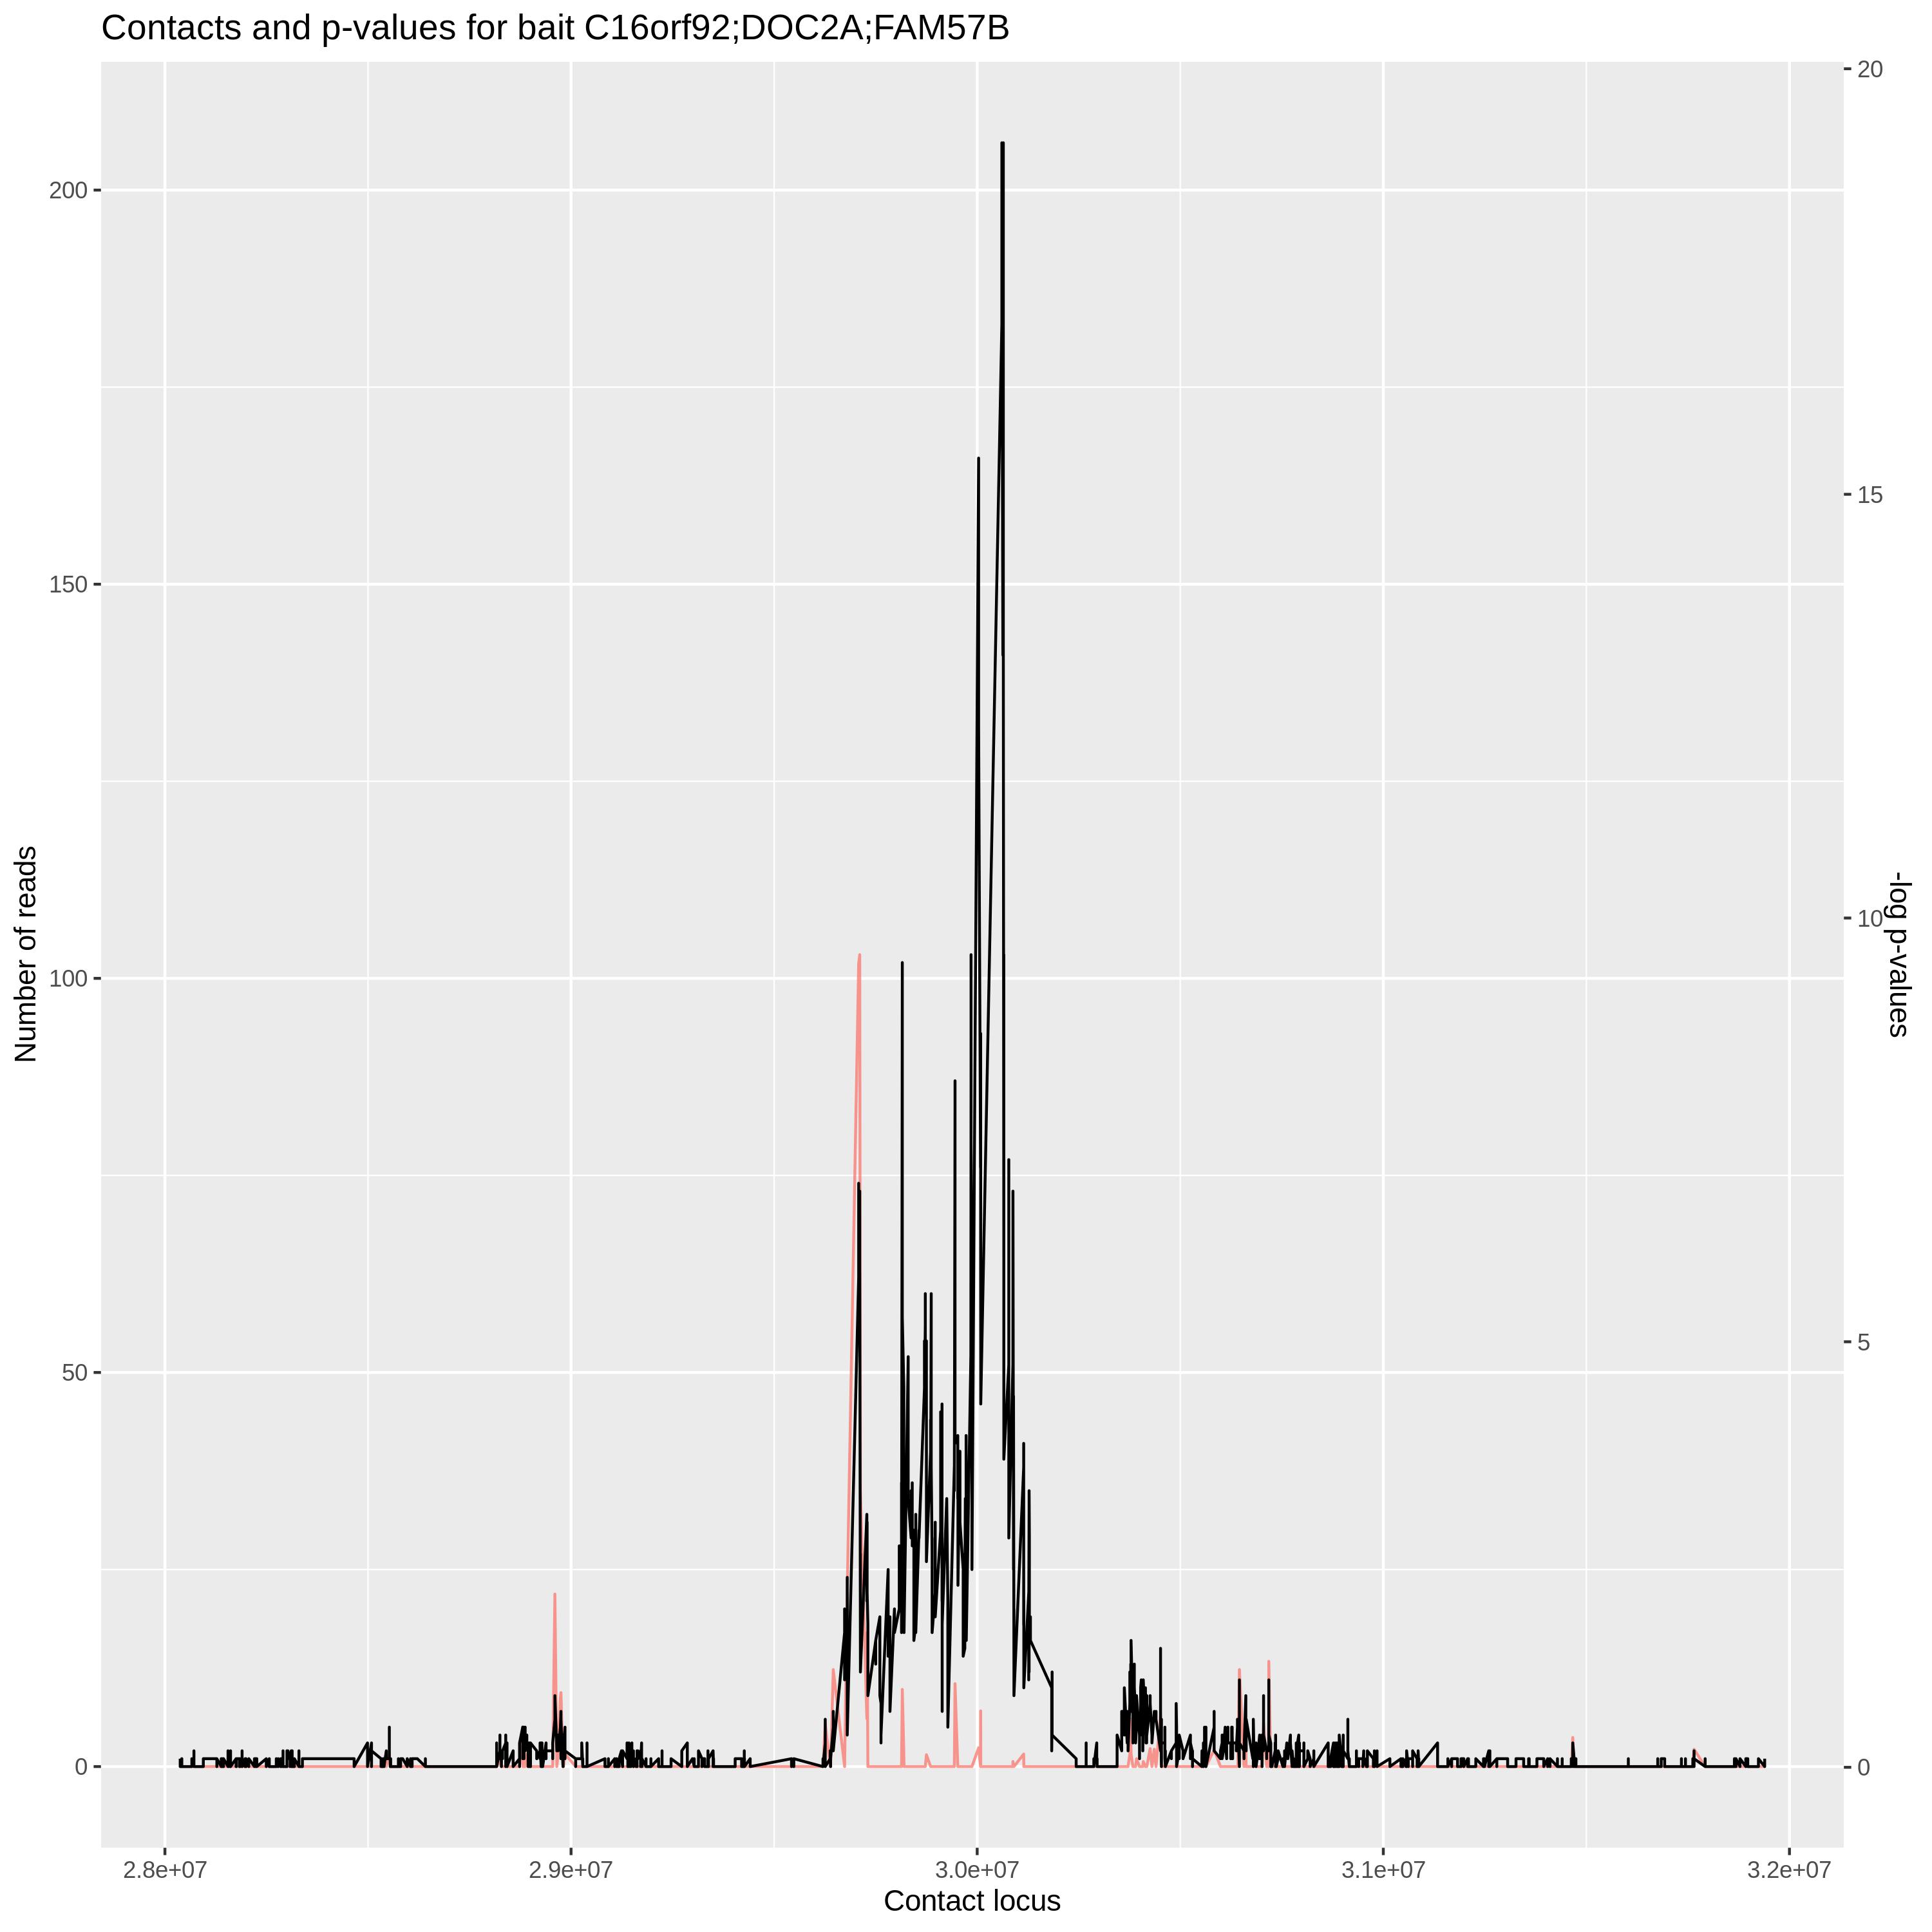 Contacts and p-values for bait C16orf92;DOC2A;FAM57B
Number of reads
200
150
100
50
0
20
15
10
5
0
-log p-values
2.8e+07 2.9e+07 3.0e+07 3.1e+07 3.2e+07
Contact locus